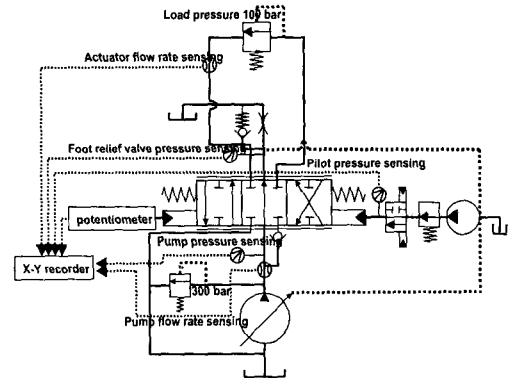 Load pressure 100 bar
Actuator flow rate sensing
Foot relief valve pressure sensing
Pilot pressure sensing
potentiometer
Pump pressure sensing
X-Y recorder
300 bar
Pump flow rate sensing